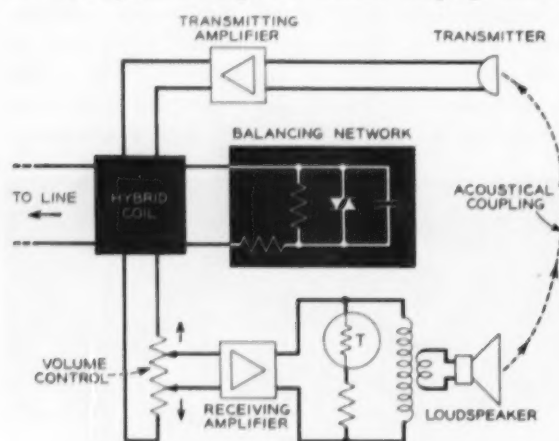 TRANSMITTING
AMPLIFIER
TRANSMITTER
BALANCING NETWORK
TO LINE
HYBRID
COIL
ACOUSTICAL
COUPLING
T
VOLUME
CONTROL
RECEIVING
AMPLIFIER
LOUDSPEAKER